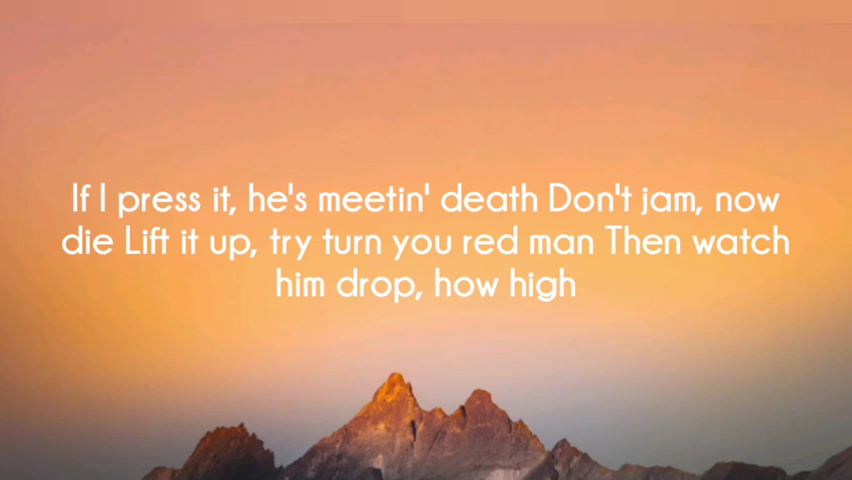 If I press it, he's meetin' death Don't jam, now
die Lift it up, try turn you red man Then watch
him drop, how high